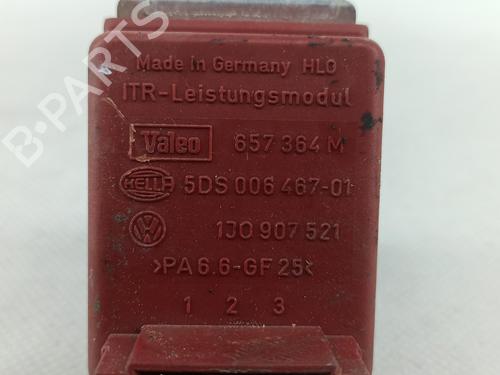 Made in Germany HLO
ITR-Leistungsmodul
Valeo 657 364 M
HELLA 5DS 006 467-01
1J0 907 521
>PA 6.6-GF 25<
1 2 3
B-PARTS